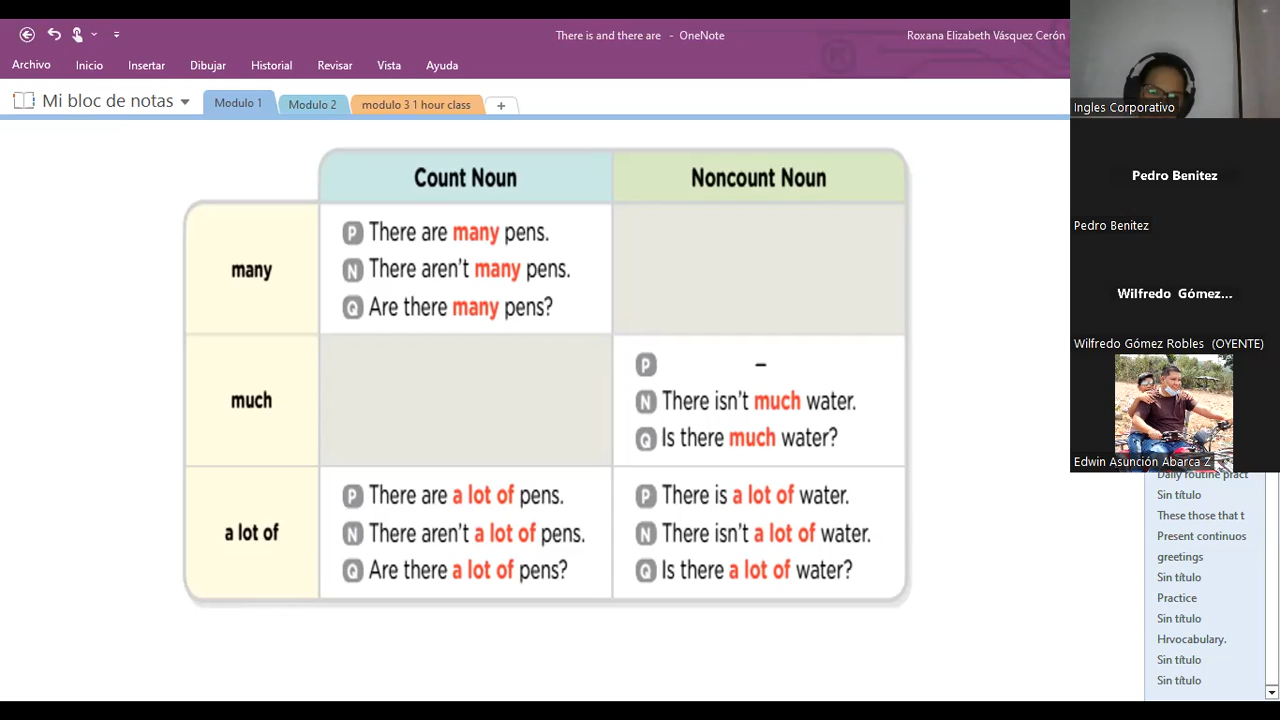 There is and there are - OneNote
Roxana Elizabeth Vásquez Cerón
Archivo Inicio Insertar Dibujar Historial Revisar Vista Ayuda
Mi bloc de notas Modulo 1 Modulo 2 modulo 3 1 hour class
Count Noun Noncount Noun
many
P There are many pens.
N There aren't many pens.
Q Are there many pens?
much
P –
N There isn't much water.
Q Is there much water?
a lot of
P There are a lot of pens.
N There aren't a lot of pens.
Q Are there a lot of pens?
P There is a lot of water.
N There isn't a lot of water.
Q Is there a lot of water?
Ingles Corporativo
Pedro Benitez
Pedro Benitez
Wilfredo Gómez...
Wilfredo Gómez Robles (OYENTE)
Edwin Asunción Abarca Z
Daily routine pract
Sin título
These those that t
Present continuos
greetings
Sin título
Practice
Sin título
Hrvocabulary.
Sin título
Sin título